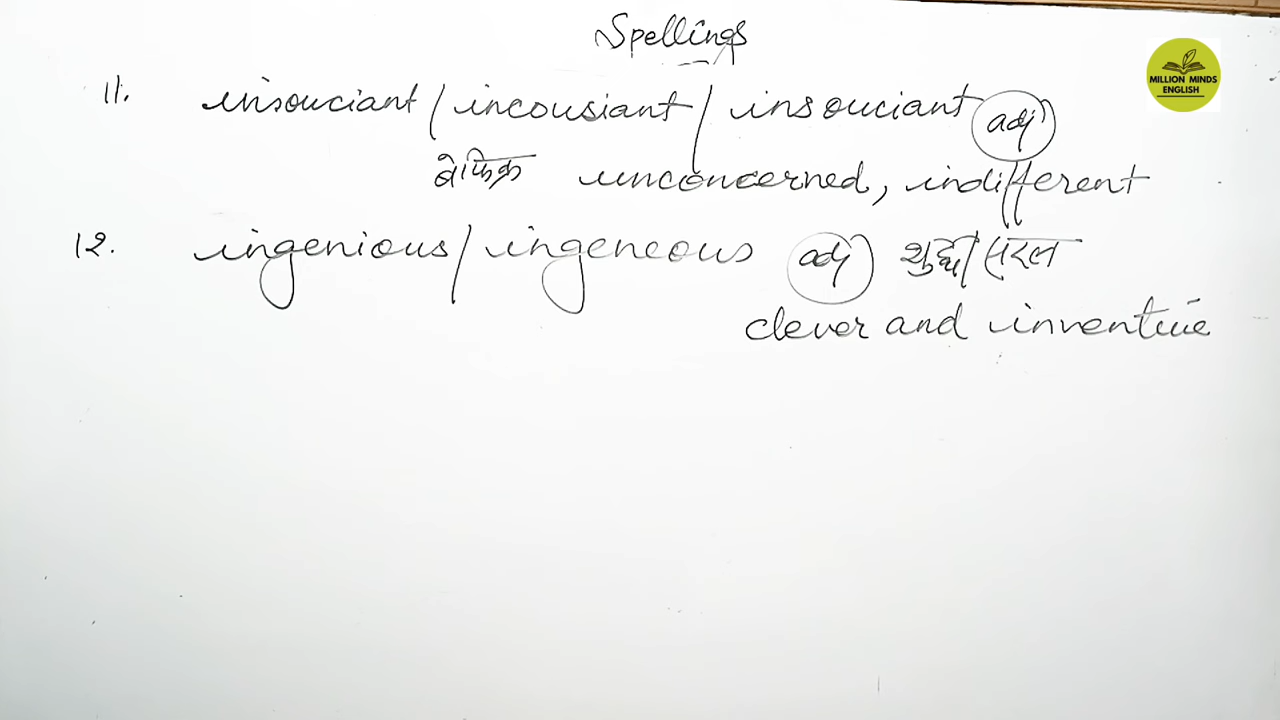 Spellings
MILLION MINDS
ENGLISH
11. insouciant / incousiant / insouciant adj
बेफिक्र unconcerned, indifferent
12. ingenious / ingeneous adj शुद्ध / सरल
clever and inventive